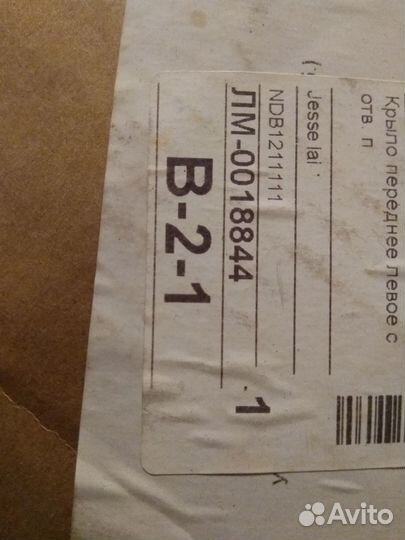 Крыло переднее левое с
отв. п
Jesse lai
NDB1211111
ЛМ-0018844
1
В-2-1
Avito